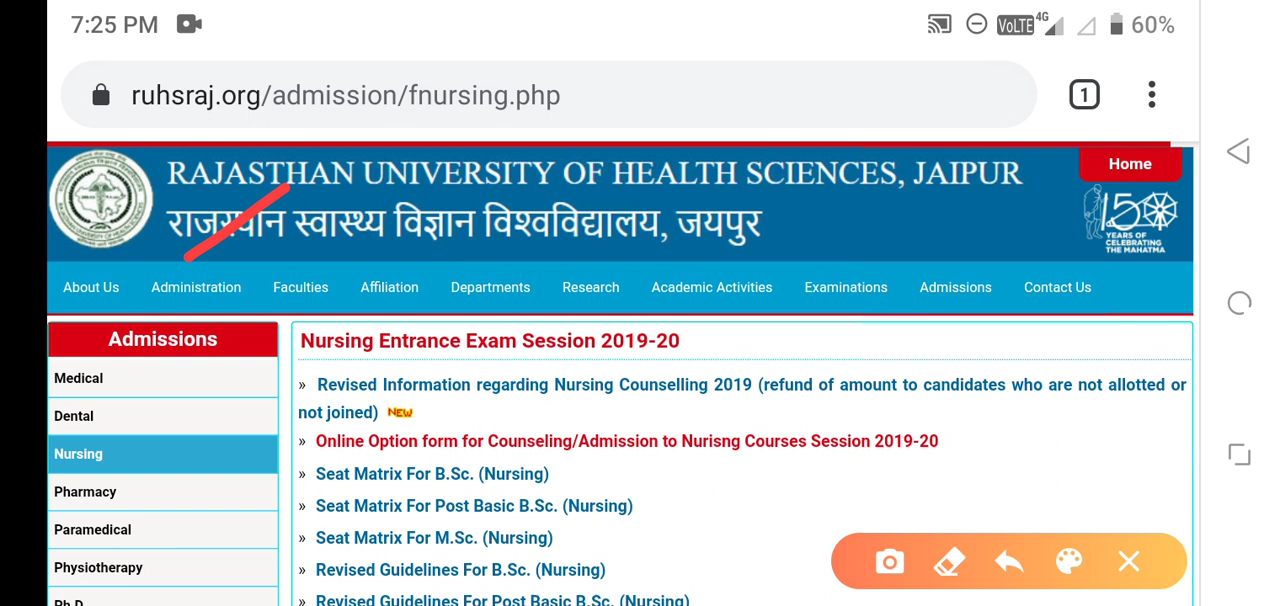 7:25 PM
VoLTE 4G 60%
ruhsraj.org/admission/fnursing.php
1
RAJASTHAN UNIVERSITY OF HEALTH SCIENCES, JAIPUR
राजस्थान स्वास्थ्य विज्ञान विश्वविद्यालय, जयपुर
Home
150
YEARS OF
CELEBRATING
THE MAHATMA
About Us Administration Faculties Affiliation Departments Research Academic Activities Examinations Admissions Contact Us
Admissions
Medical
Dental
Nursing
Pharmacy
Paramedical
Physiotherapy
Ph.D
Nursing Entrance Exam Session 2019-20
» Revised Information regarding Nursing Counselling 2019 (refund of amount to candidates who are not allotted or
not joined) NEW
» Online Option form for Counseling/Admission to Nurisng Courses Session 2019-20
» Seat Matrix For B.Sc. (Nursing)
» Seat Matrix For Post Basic B.Sc. (Nursing)
» Seat Matrix For M.Sc. (Nursing)
» Revised Guidelines For B.Sc. (Nursing)
» Revised Guidelines For Post Basic B.Sc. (Nursing)